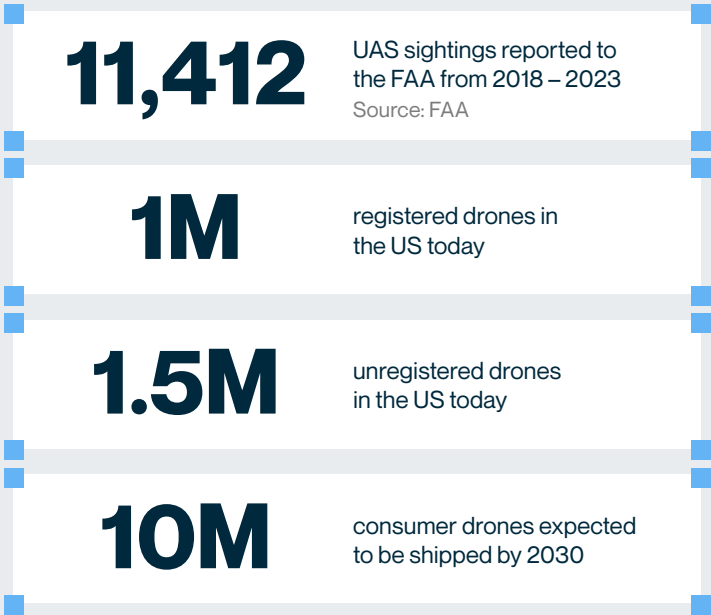 11,412
UAS sightings reported to
the FAA from 2018 – 2023
Source: FAA
1M
registered drones in
the US today
1.5M
unregistered drones
in the US today
10M
consumer drones expected
to be shipped by 2030